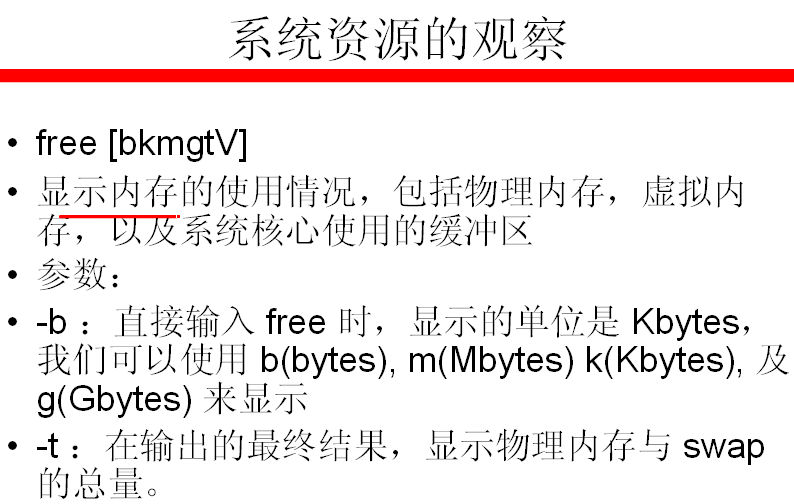 系统资源的观察
• free [bkmgtV]
• 显示内存的使用情况，包括物理内存，虚拟内
存，以及系统核心使用的缓冲区
• 参数：
• -b ：直接输入 free 时，显示的单位是 Kbytes，
我们可以使用 b(bytes), m(Mbytes) k(Kbytes), 及
g(Gbytes) 来显示
• -t ：在输出的最终结果，显示物理内存与 swap
的总量。